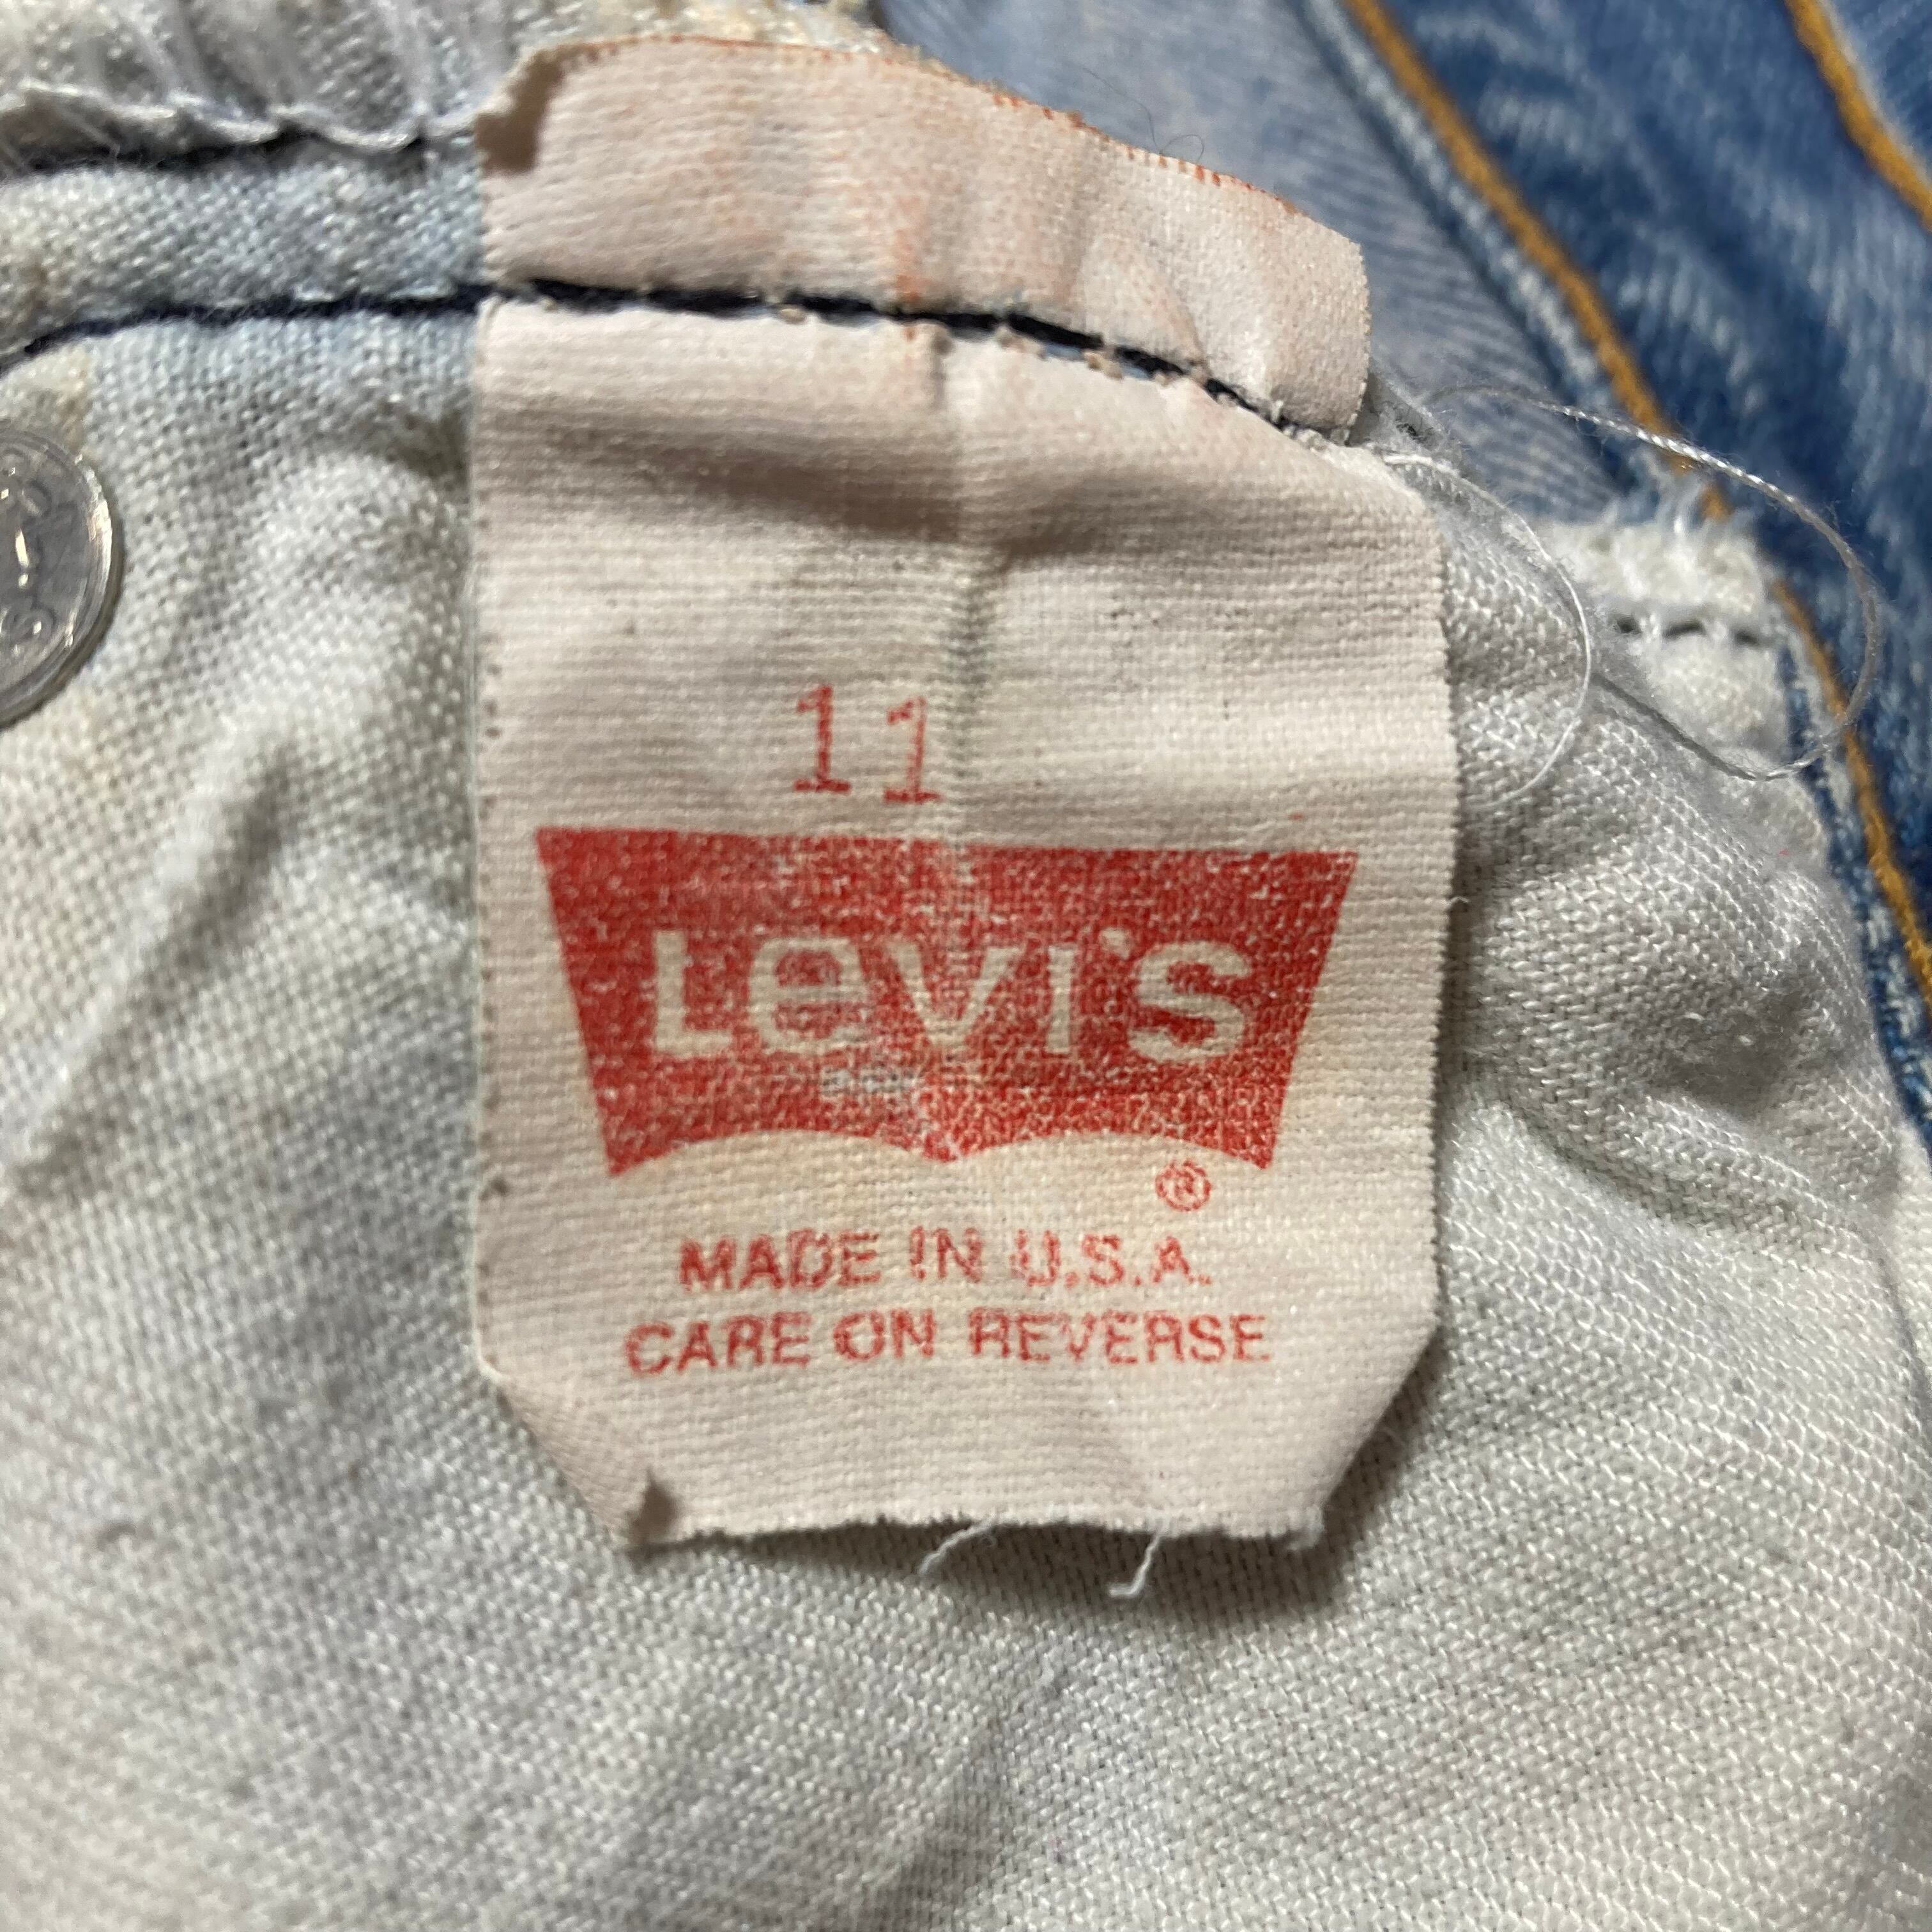 11
Levi's
®
MADE IN U.S.A.
CARE ON REVERSE